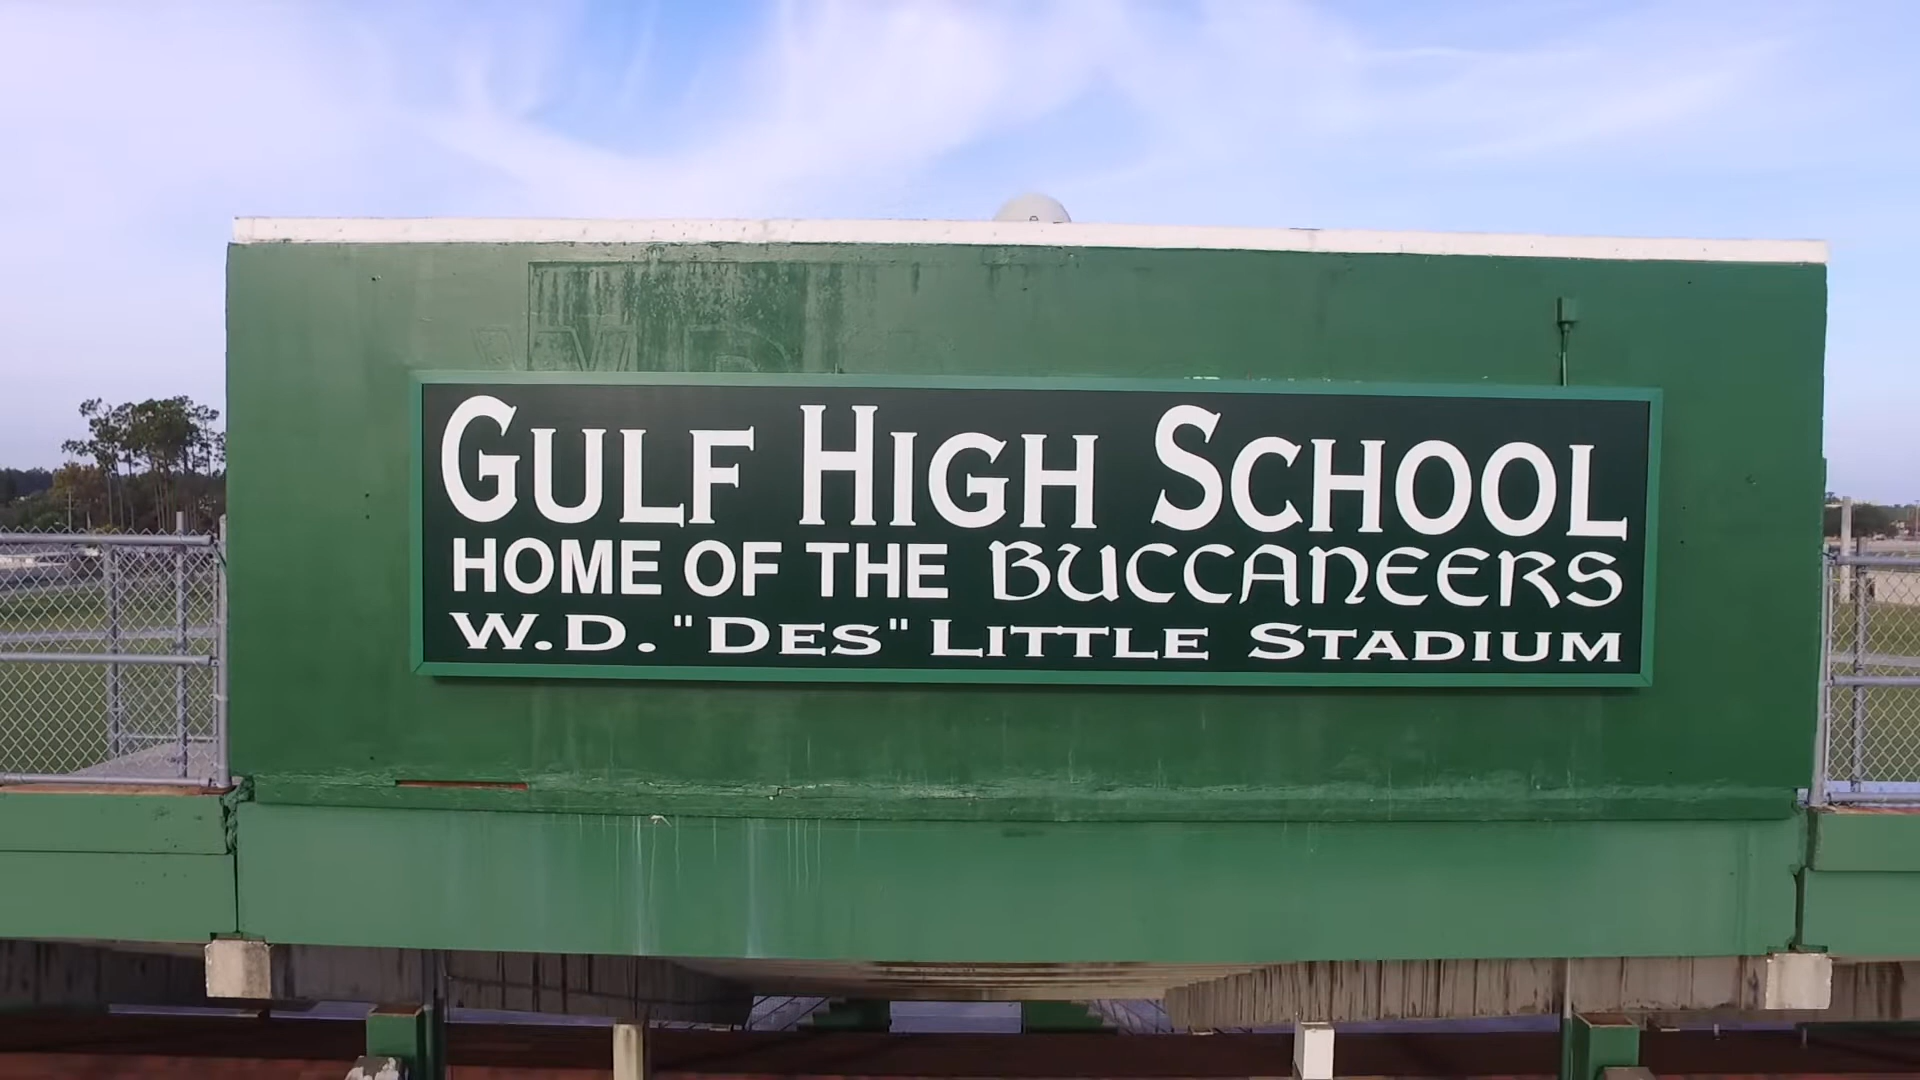 GULF HIGH SCHOOL
HOME OF THE BUCCANEERS
W.D. "DES" LITTLE STADIUM